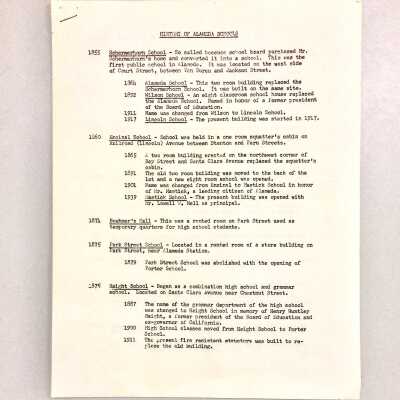 HISTORY OF ALAMEDA SCHOOLS
1855 Schermerhorn School - So called because school board purchased Mr.
Schermerhorn's home and converted it into a school. This was the
first public school in Alameda. It was located on the west side
of Court Street, between Van Buren and Jackson Street.
1864 Alameda School - This two room building replaced the
Schermerhorn School. It was built on the same site.
Wilson School - An eight classroom school house replaced
the Alameda School. Named in honor of a former president
of the Board of Education.
1911 Name was changed from Wilson to Lincoln School.
1917 Lincoln School - The present building was started in 1917.
1860 Encinal School - School was held in a one room squatter's cabin on
Railroad (Lincoln) Avenue between Stanton and Fern Streets.
1865 A two room building erected on the northwest corner of
Bay Street and Santa Clara Avenue replaced the squatter's
cabin.
1891 The old two room building was moved to the back of the
lot and a new eight room school was opened.
1901 Name was changed from Encinal to Mastick School in honor
of Mr. Mastick, a leading citizen of Alameda.
1939 Mastick School - The present building was opened with
Mr. Lowell W. Hall as principal.
1874 Boehmer's Hall - This was a rented room on Park Street used as
temporary quarters for high school students.
1875 Park Street School - Located in a rented room of a store building on
Park Street, near Alameda Station.
1879 Park Street School was abolished with the opening of
Porter School.
Haight School - Began as a combination high school and grammar
school. Located on Santa Clara Avenue near Chestnut Street.
1887 The name of the grammar department of the high school
was changed to Haight School in memory of Henry Huntley
Haight, a former president of the Board of Education and
ex-governor of California.
1900 High School classes moved from Haight School to Porter
School.
1911 The present fire resistant structure was built to re-
place the old building.